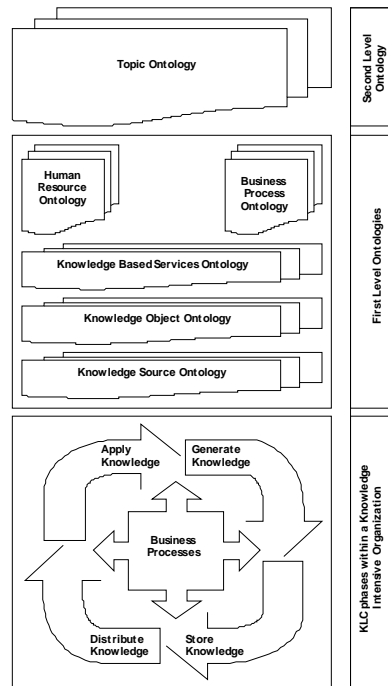 Topic Ontology
Second Level
Ontology
Human
Resource
Ontology
Business
Process
Ontology
Knowledge Based Services Ontology
Knowledge Object Ontology
Knowledge Source Ontology
First Level Ontologies
Apply
Knowledge
Generate
Knowledge
Business
Processes
Distribute
Knowledge
Store
Knowledge
KLC phases within a Knowledge
Intensive Organization